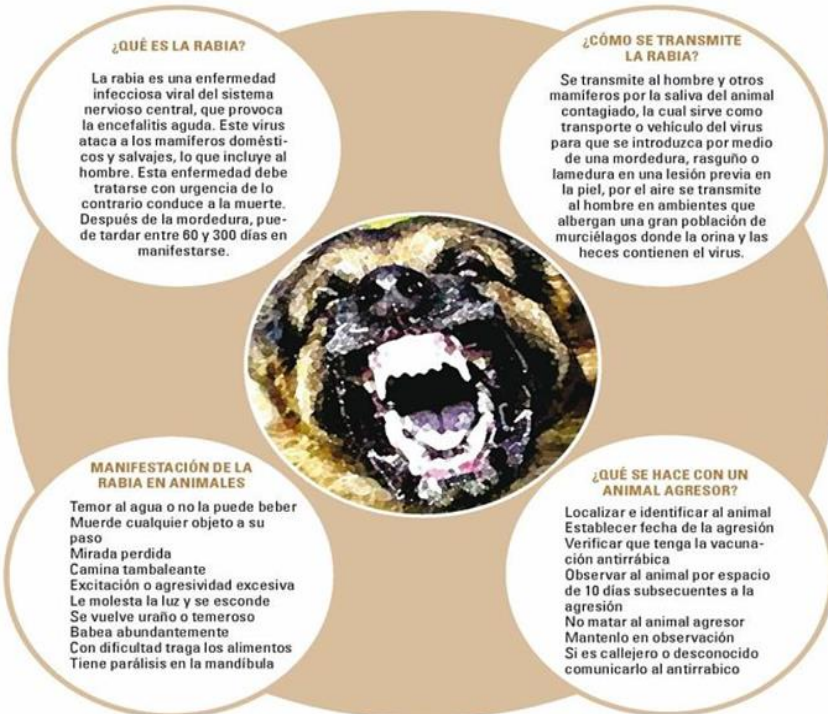 ¿QUÉ ES LA RABIA?
La rabia es una enfermedad
infecciosa viral del sistema
nervioso central, que provoca
la encefalitis aguda. Este virus
ataca a los mamíferos domésti-
cos y salvajes, lo que incluye al
hombre. Esta enfermedad debe
tratarse con urgencia de lo
contrario conduce a la muerte.
Después de la mordedura, pue-
de tardar entre 60 y 300 días en
manifestarse.
¿CÓMO SE TRANSMITE
LA RABIA?
Se transmite al hombre y otros
mamíferos por la saliva del animal
contagiado, la cual sirve como
transporte o vehículo del virus
para que se introduzca por medio
de una mordedura, rasguño o
lamedura en una lesión previa en
la piel, por el aire se transmite
al hombre en ambientes que
albergan una gran población de
murciélagos donde la orina y las
heces contienen el virus.
MANIFESTACIÓN DE LA
RABIA EN ANIMALES
Temor al agua o no la puede beber
Muerde cualquier objeto a su
paso
Mirada perdida
Camina tambaleante
Excitación o agresividad excesiva
Le molesta la luz y se esconde
Se vuelve uraño o temeroso
Babea abundantemente
Con dificultad traga los alimentos
Tiene parálisis en la mandíbula
¿QUÉ SE HACE CON UN
ANIMAL AGRESOR?
Localizar e identificar al animal
Establecer fecha de la agresión
Verificar que tenga la vacuna-
ción antirrábica
Observar al animal por espacio
de 10 días subsecuentes a la
agresión
No matar al animal agresor
Mantenlo en observación
Si es callejero o desconocido
comunicarlo al antirrabico